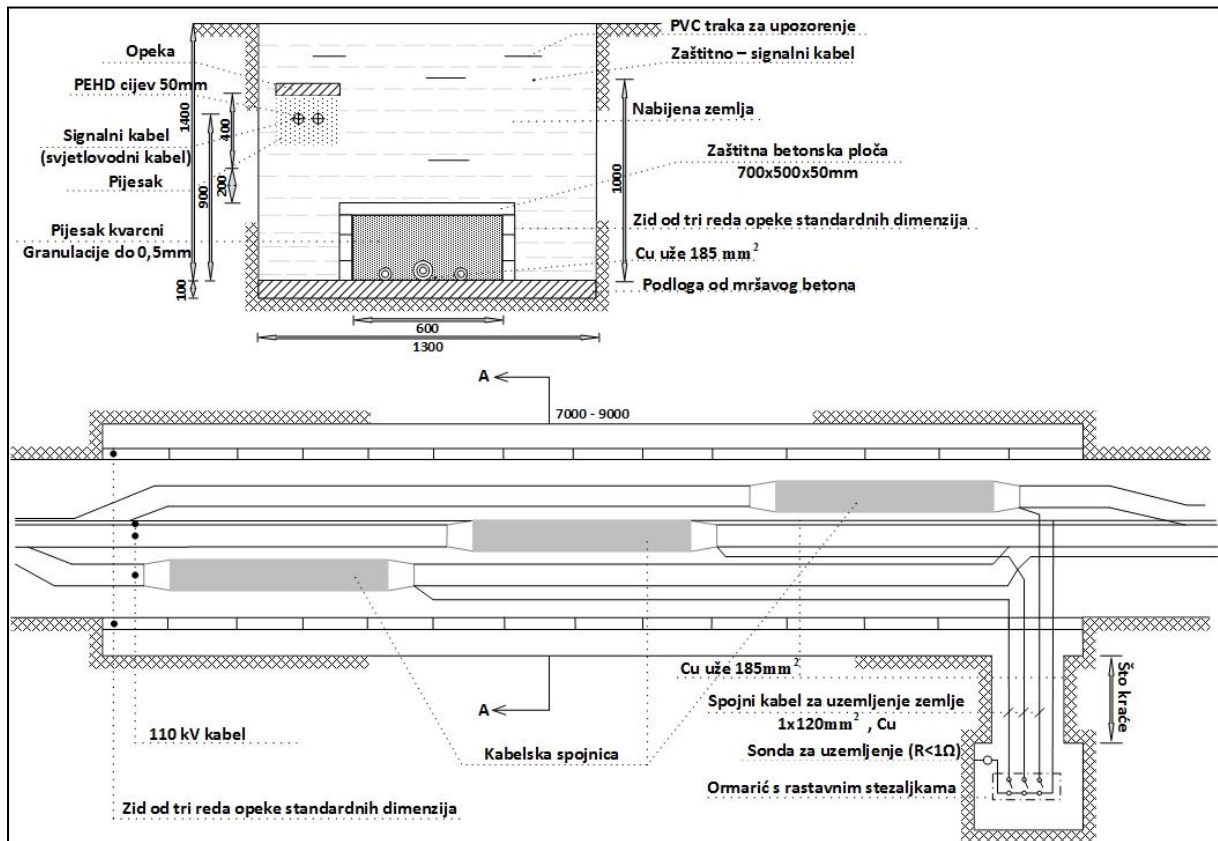 PVC traka za upozorenje
Opeka
Zaštitno – signalni kabel
PEHD cijev 50mm
Nabijena zemlja
Signalni kabel
(svjetlovodni kabel)
Zaštitna betonska ploča
700x500x50mm
Pijesak
Zid od tri reda opeke standardnih dimenzija
Pijesak kvarcni
Granulacije do 0,5mm
Cu uže 185 mm²
Podloga od mršavog betona
1400
900
400
200
100
1000
600
1300
A
7000 - 9000
A
Cu uže 185mm²
Što kraće
Spojni kabel za uzemljenje zemlje
1x120mm² , Cu
110 kV kabel
Kabelska spojnica
Sonda za uzemljenje (R<1Ω)
Ormarić s rastavnim stezaljkama
Zid od tri reda opeke standardnih dimenzija